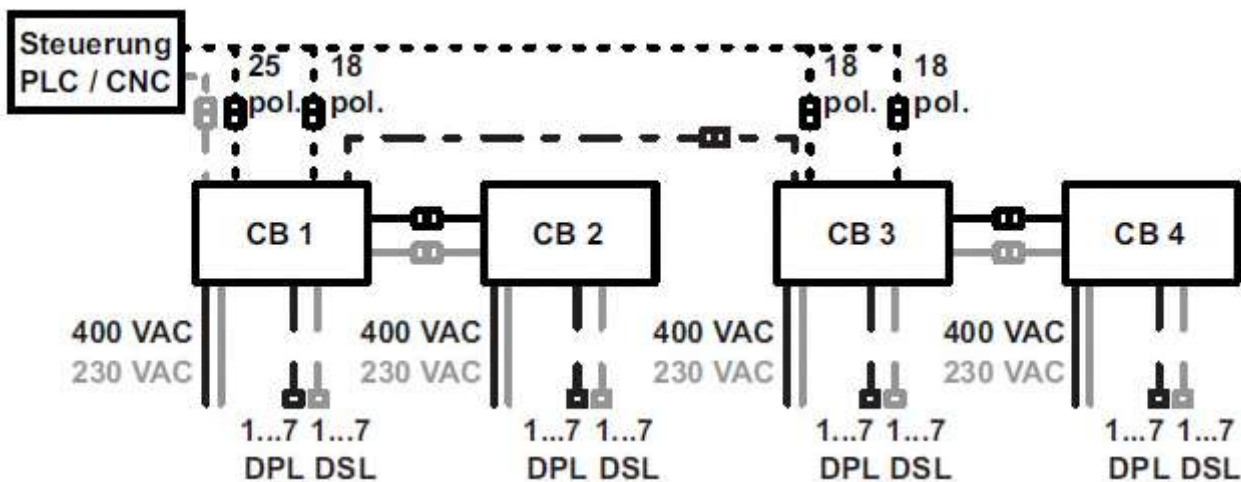 Steuerung
PLC / CNC
25
pol.
18
pol.
18
pol.
18
pol.
CB 1
CB 2
CB 3
CB 4
400 VAC
230 VAC
400 VAC
230 VAC
400 VAC
230 VAC
400 VAC
230 VAC
1...7 1...7
DPL DSL
1...7 1...7
DPL DSL
1...7 1...7
DPL DSL
1...7 1...7
DPL DSL